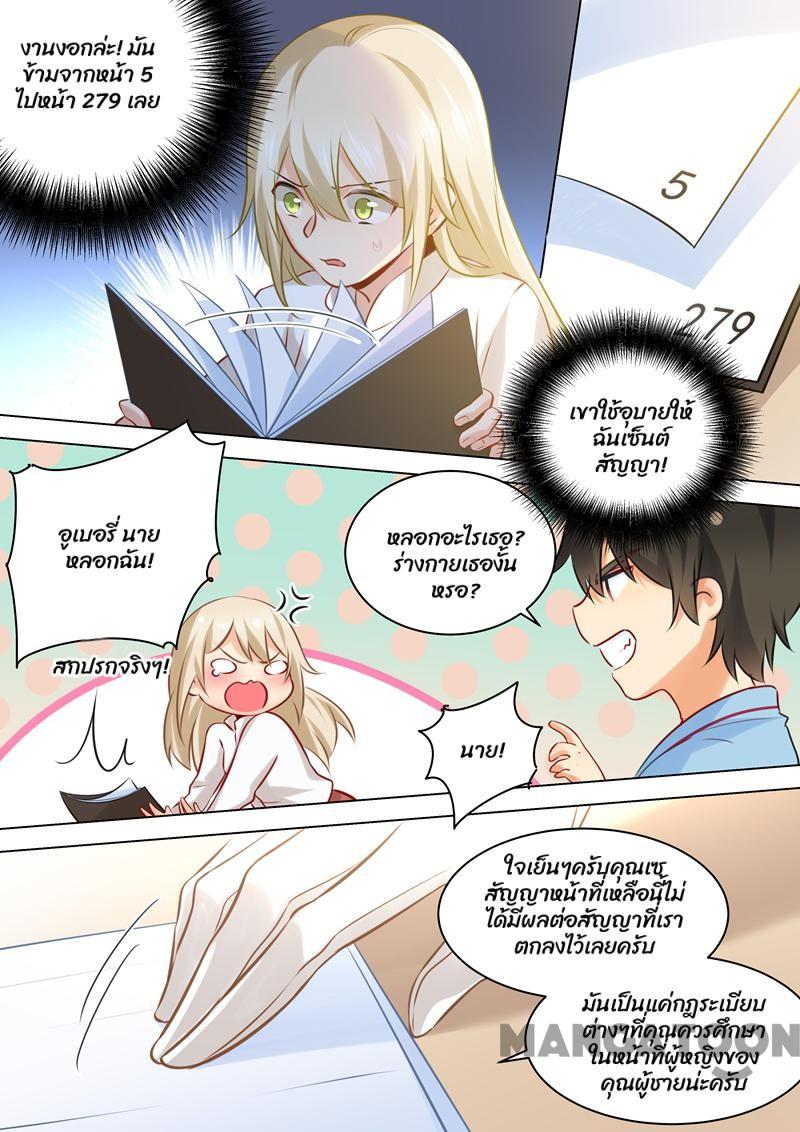 งานงอกล่ะ! มัน
ข้ามจากหน้า 5
ไปหน้า 279 เลย
5
279
เขาใช้อุบายให้
ฉันเซ็นต์
สัญญา!
อูเบอรี่ นาย
หลอกฉัน!
หลอกอะไรเธอ?
ร่างกายเธองั้น
หรอ?
สกปรกจริงๆ!
นาย!
ใจเย็นๆครับคุณเซ
สัญญาหน้าที่เหลือนี้ไม่
ได้มีผลต่อสัญญาที่เรา
ตกลงไว้เลยครับ
มันเป็นแค่กฎระเบียบ
ต่างๆที่คุณควรศึกษา
ในหน้าที่ผู้หญิงของ
คุณผู้ชายน่ะครับ
MANGATOON